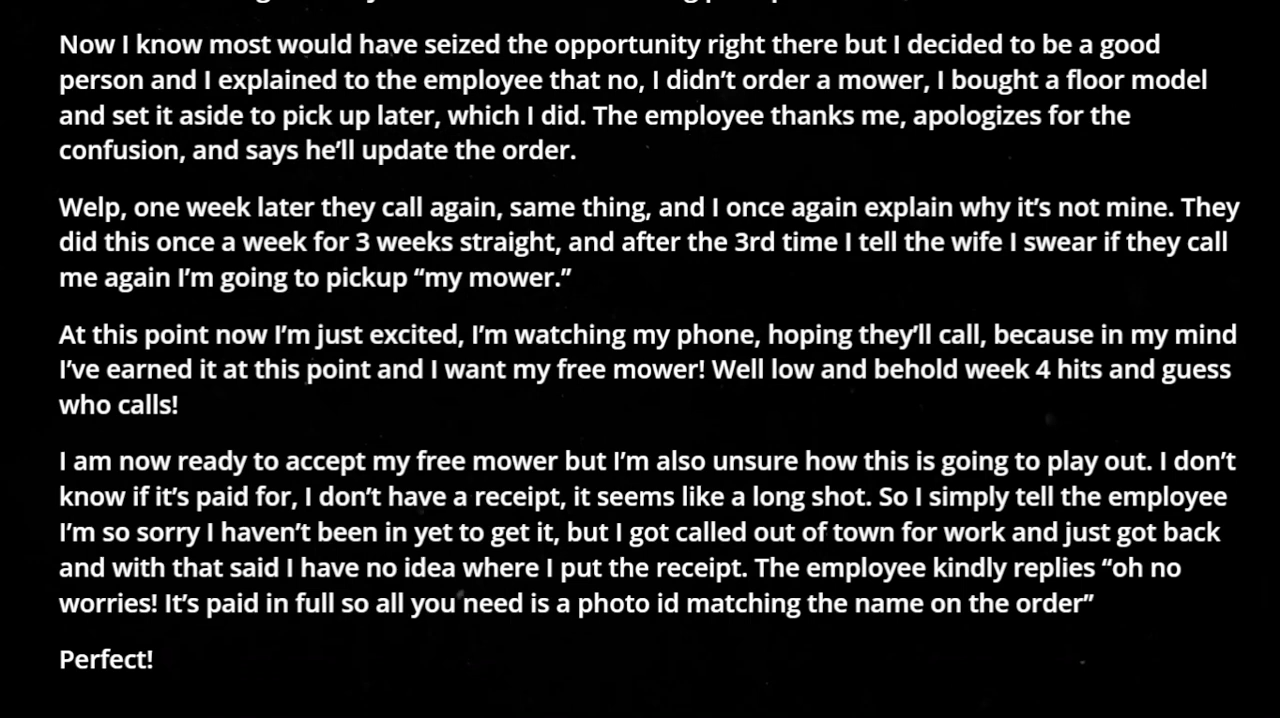 Now I know most would have seized the opportunity right there but I decided to be a good
person and I explained to the employee that no, I didn’t order a mower, I bought a floor model
and set it aside to pick up later, which I did. The employee thanks me, apologizes for the
confusion, and says he’ll update the order.
Welp, one week later they call again, same thing, and I once again explain why it’s not mine. They
did this once a week for 3 weeks straight, and after the 3rd time I tell the wife I swear if they call
me again I’m going to pickup “my mower.”
At this point now I’m just excited, I’m watching my phone, hoping they’ll call, because in my mind
I’ve earned it at this point and I want my free mower! Well low and behold week 4 hits and guess
who calls!
I am now ready to accept my free mower but I’m also unsure how this is going to play out. I don’t
know if it’s paid for, I don’t have a receipt, it seems like a long shot. So I simply tell the employee
I’m so sorry I haven’t been in yet to get it, but I got called out of town for work and just got back
and with that said I have no idea where I put the receipt. The employee kindly replies “oh no
worries! It’s paid in full so all you need is a photo id matching the name on the order”
Perfect!